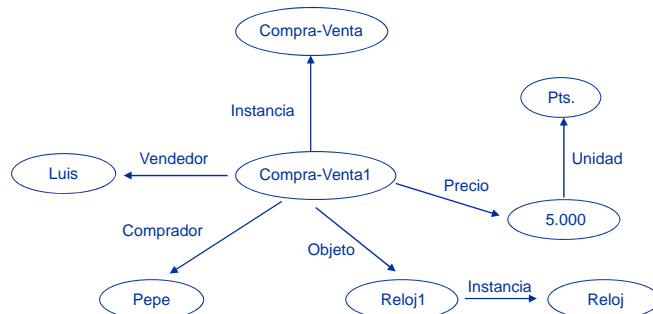 Compra-Venta
Pts.
Instancia
Vendedor
Unidad
Luis
Compra-Venta1
Precio
5.000
Comprador
Objeto
Instancia
Pepe
Reloj1
Reloj